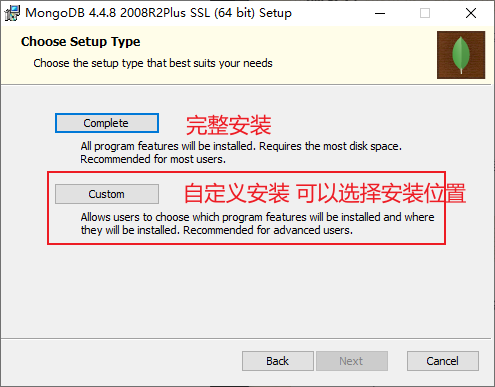 MongoDB 4.4.8 2008R2Plus SSL (64 bit) Setup
Choose Setup Type
Choose the setup type that best suits your needs
Complete
完整安装
All program features will be installed. Requires the most disk space.
Recommended for most users.
Custom
自定义安装 可以选择安装位置
Allows users to choose which program features will be installed and where
they will be installed. Recommended for advanced users.
Back
Next
Cancel